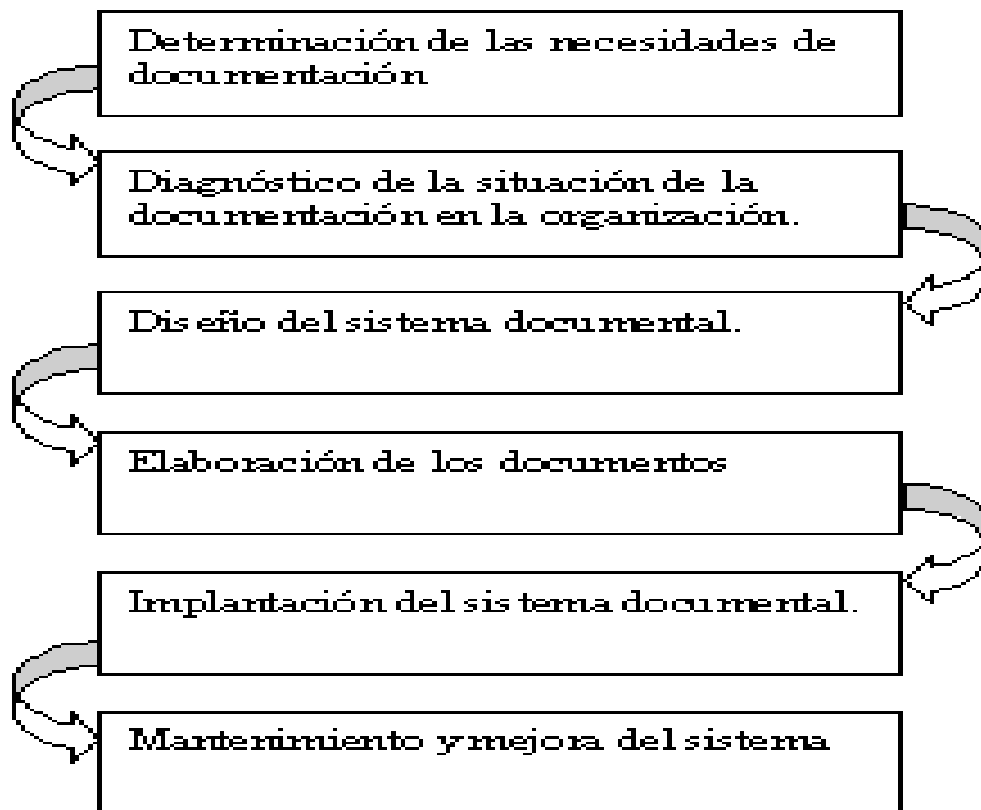 Determinación de las necesidades de
documentación
Diagnóstico de la situación de la
documentación en la organización.
Diseño del sistema documental.
Elaboración de los documentos
Implantación del sistema documental.
Mantenimiento y mejora del sistema